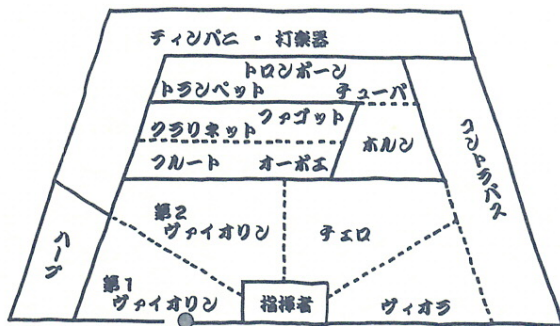 ティンパニ・打楽器
トロンボーン
トランペット
チューバ
ファゴット
クラリネット
ホルン
フルート
オーボエ
コントラバス
第2
ヴァイオリン
チェロ
ハープ
第1
ヴァイオリン
指揮者
ヴィオラ